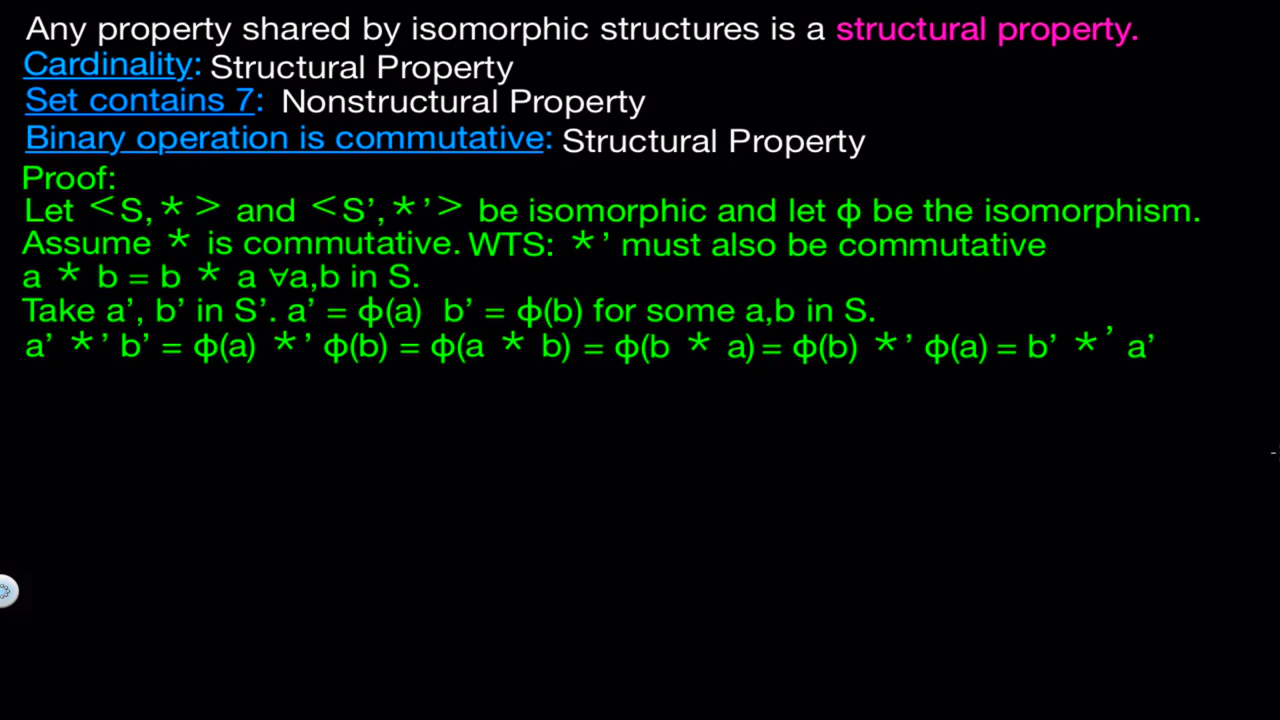 Any property shared by isomorphic structures is a structural property.
Cardinality: Structural Property
Set contains 7: Nonstructural Property
Binary operation is commutative: Structural Property
Proof:
Let <S,*> and <S’,*’> be isomorphic and let ϕ be the isomorphism.
Assume * is commutative. WTS: *’ must also be commutative
a * b = b * a ∀a,b in S.
Take a’, b’ in S’. a’ = ϕ(a) b’ = ϕ(b) for some a,b in S.
a’ *’ b’ = ϕ(a) *’ ϕ(b) = ϕ(a * b) = ϕ(b * a) = ϕ(b) *’ ϕ(a) = b’ *’ a’